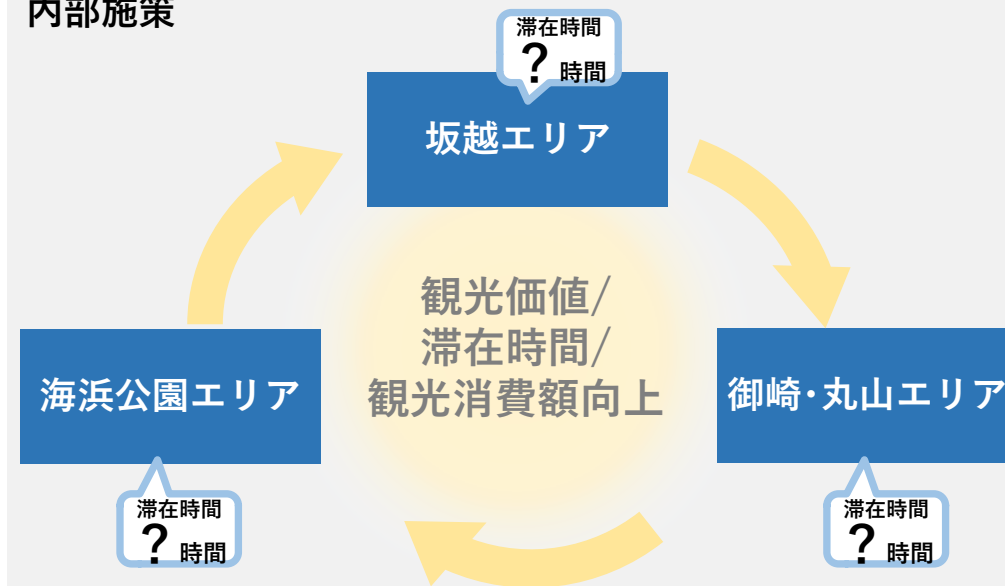 内部施策
滞在時間
? 時間
坂越エリア
観光価値/
滞在時間/
観光消費額向上
海浜公園エリア
御崎・丸山エリア
滞在時間
? 時間
滞在時間
? 時間